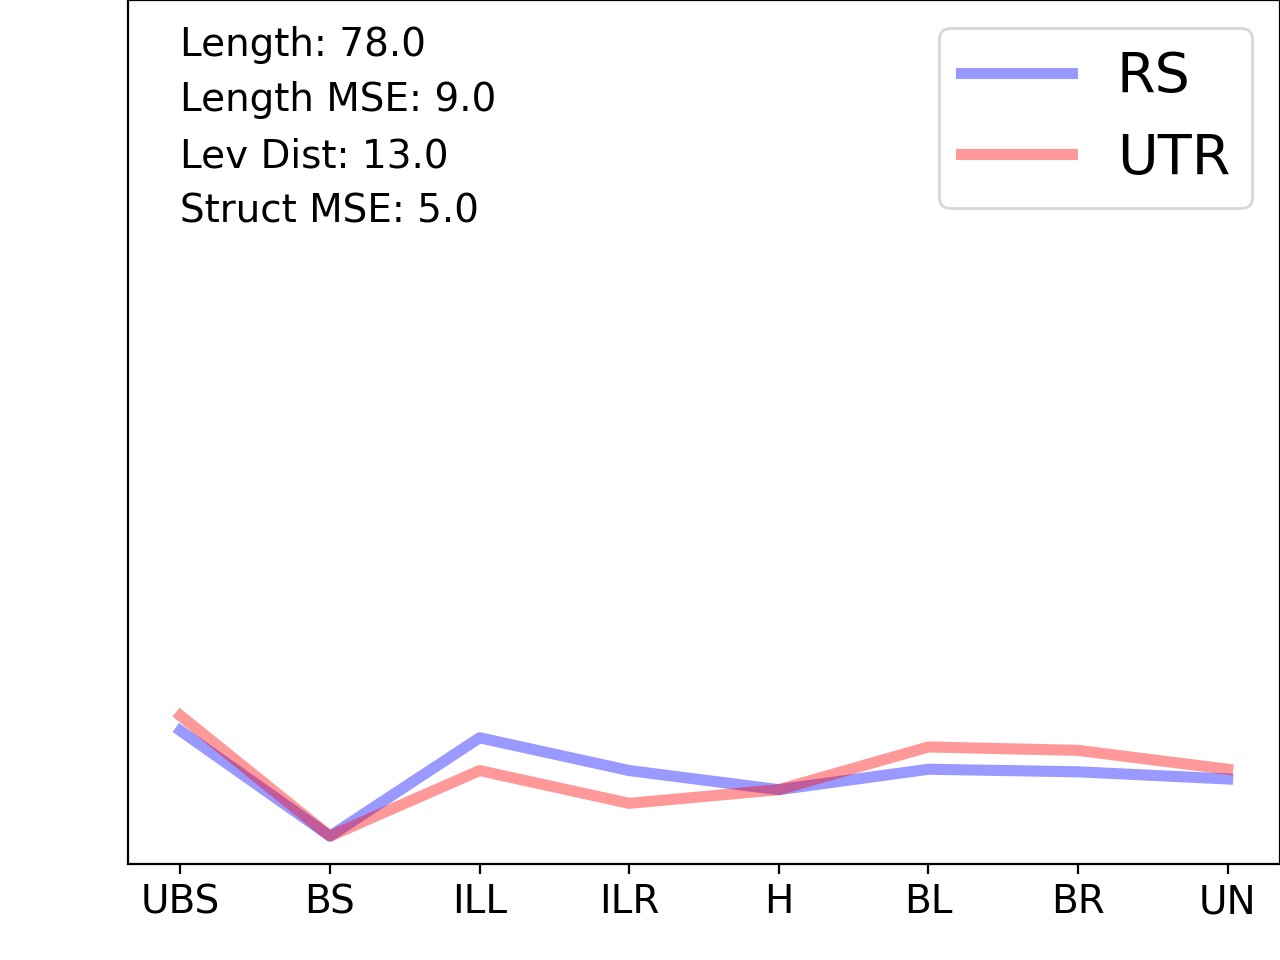 Length: 78.0
Length MSE: 9.0
Lev Dist: 13.0
Struct MSE: 5.0
RS
UTR
UBS BS ILL ILR H BL BR UN